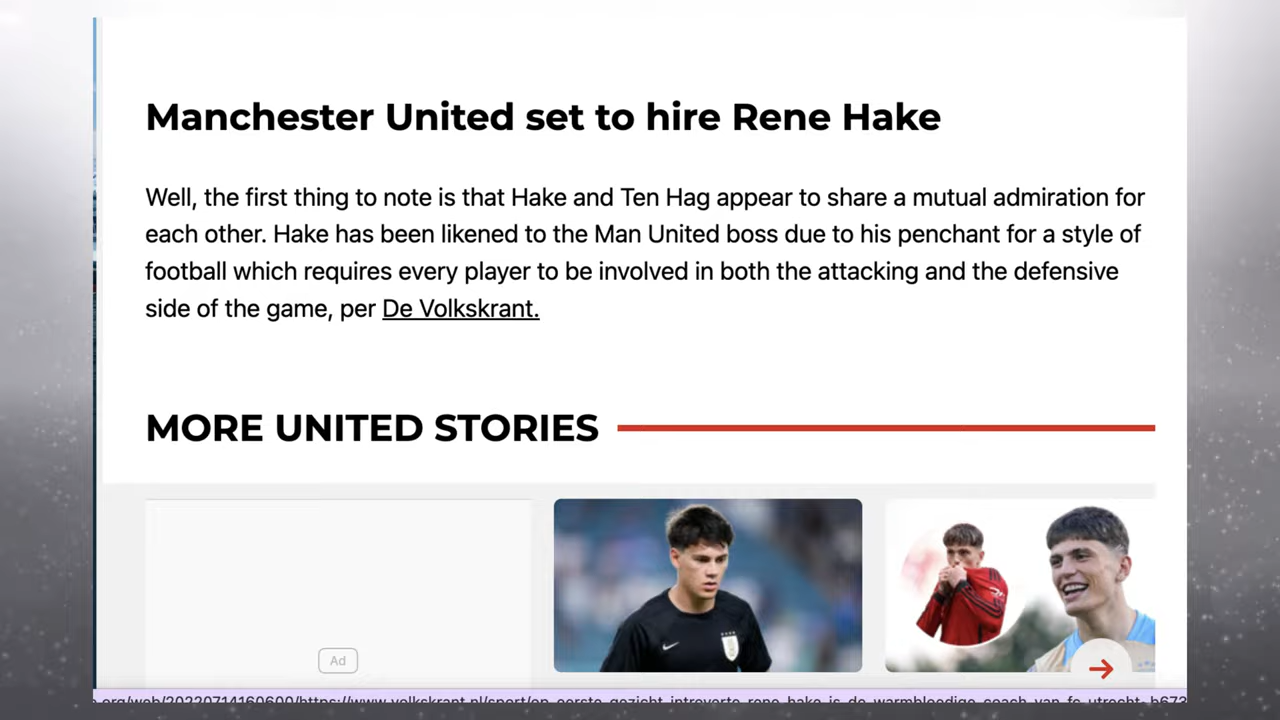 Manchester United set to hire Rene Hake
Well, the first thing to note is that Hake and Ten Hag appear to share a mutual admiration for
each other. Hake has been likened to the Man United boss due to his penchant for a style of
football which requires every player to be involved in both the attacking and the defensive
side of the game, per De Volkskrant.
MORE UNITED STORIES
Ad